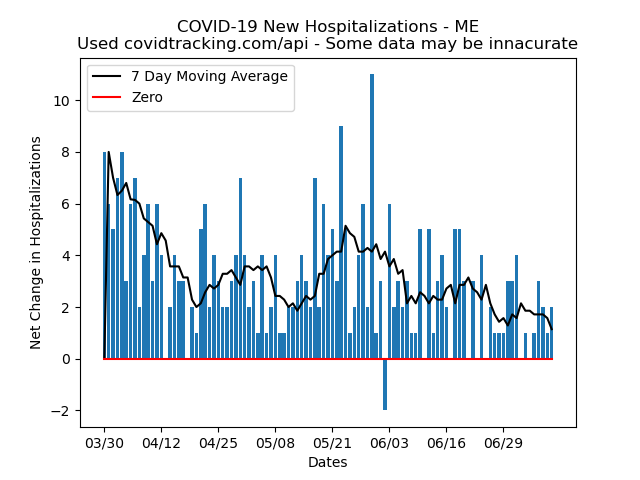 COVID-19 New Hospitalizations - ME
Used covidtracking.com/api - Some data may be innacurate
7 Day Moving Average
Zero
Net Change in Hospitalizations
10
8
6
4
2
0
−2
03/30 04/12 04/25 05/08 05/21 06/03 06/16 06/29
Dates